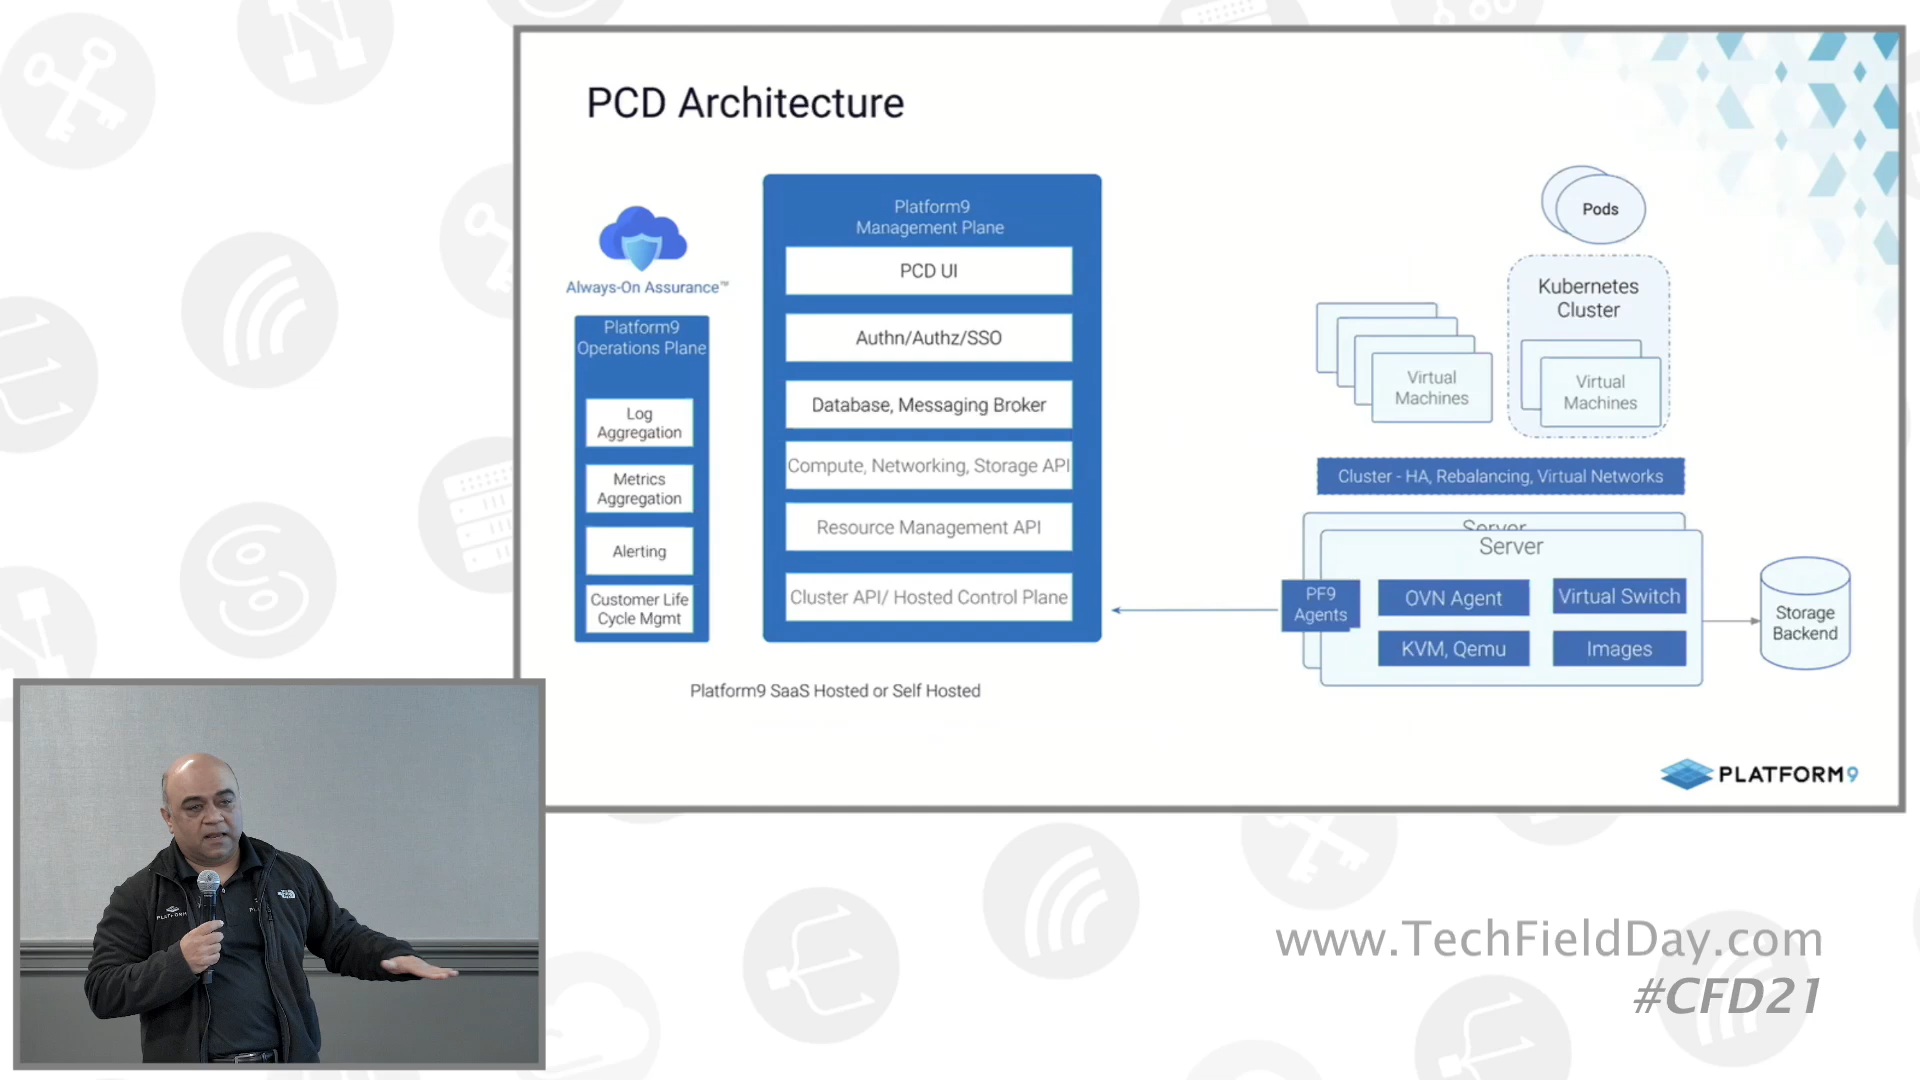 PCD Architecture
Always-On Assurance™
Platform9
Operations Plane
Log
Aggregation
Metrics
Aggregation
Alerting
Customer Life
Cycle Mgmt
Platform9
Management Plane
PCD UI
Authn/Authz/SSO
Database, Messaging Broker
Compute, Networking, Storage API
Resource Management API
Cluster API/ Hosted Control Plane
Platform9 SaaS Hosted or Self Hosted
Pods
Kubernetes
Cluster
Virtual
Machines
Virtual
Machines
Cluster - HA, Rebalancing, Virtual Networks
Server
Server
PF9
Agents
OVN Agent
Virtual Switch
KVM, Qemu
Images
Storage
Backend
PLATFORM9
www.TechFieldDay.com
#CFD21